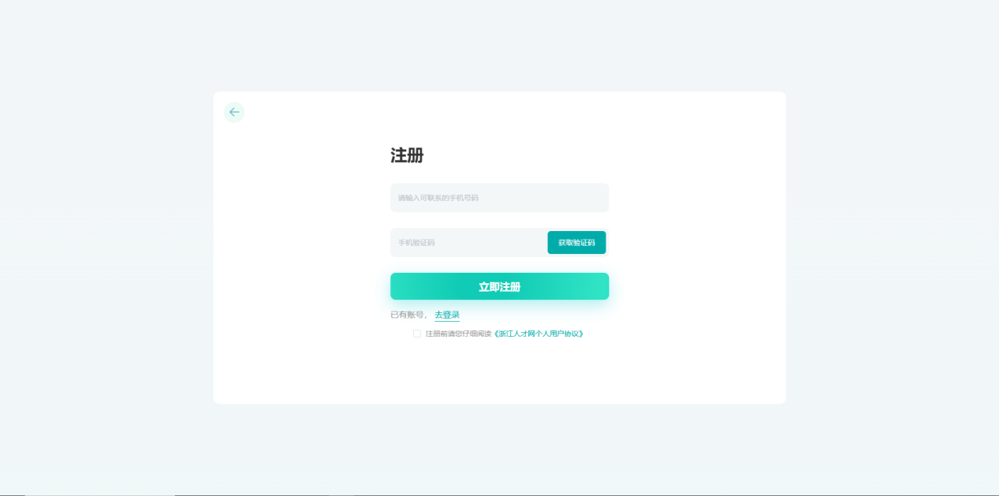 注册
请输入可联系的手机号码
手机验证码 获取验证码
立即注册
已有账号， 去登录
注册前请您仔细阅读《浙江人才网个人用户协议》